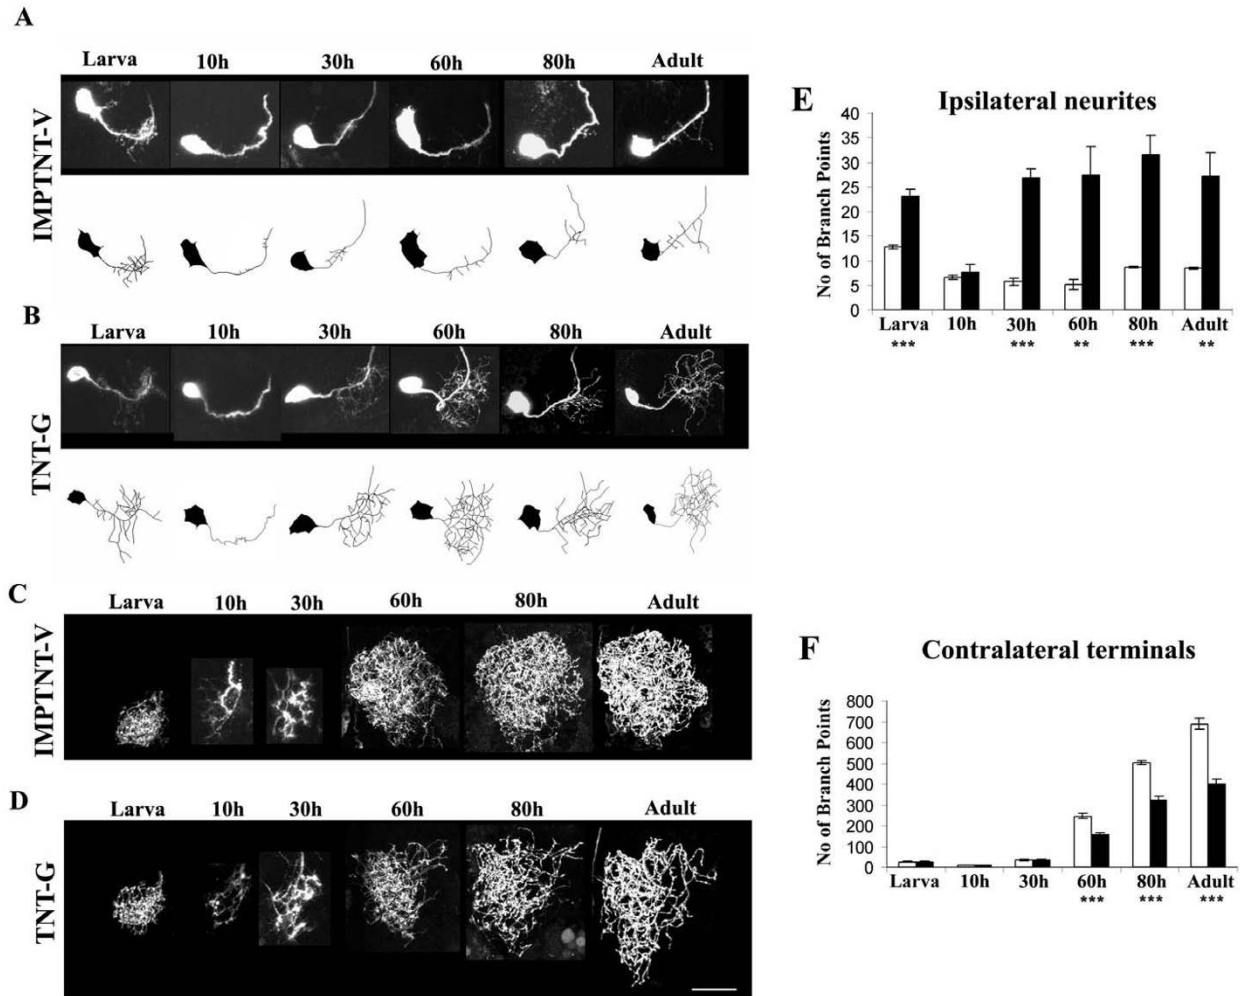 A
Larva 10h 30h 60h 80h Adult
IMPTNT-V
B
Larva 10h 30h 60h 80h Adult
TNT-G
C
Larva 10h 30h 60h 80h Adult
IMPTNT-V
D
Larva 10h 30h 60h 80h Adult
TNT-G
E Ipsilateral neurites
No of Branch Points
40
35
30
25
20
15
10
5
0
Larva 10h 30h 60h 80h Adult
*** *** ** *** **
F Contralateral terminals
No of Branch Points
800
700
600
500
400
300
200
100
0
Larva 10h 30h 60h 80h Adult
*** *** ***